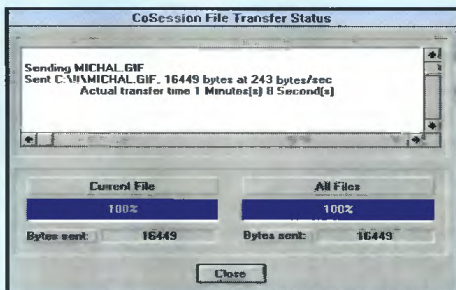 CoSession File Transfer Status
Sending MICHAL.GIF
Sent C:\!!\MICHAL.GIF, 16449 bytes at 243 bytes/sec
Actual transfer time 1 Minutes(s) 8 Second(s)
Current File
All Files
100%
100%
Bytes sent: 16449
Bytes sent: 16449
Close